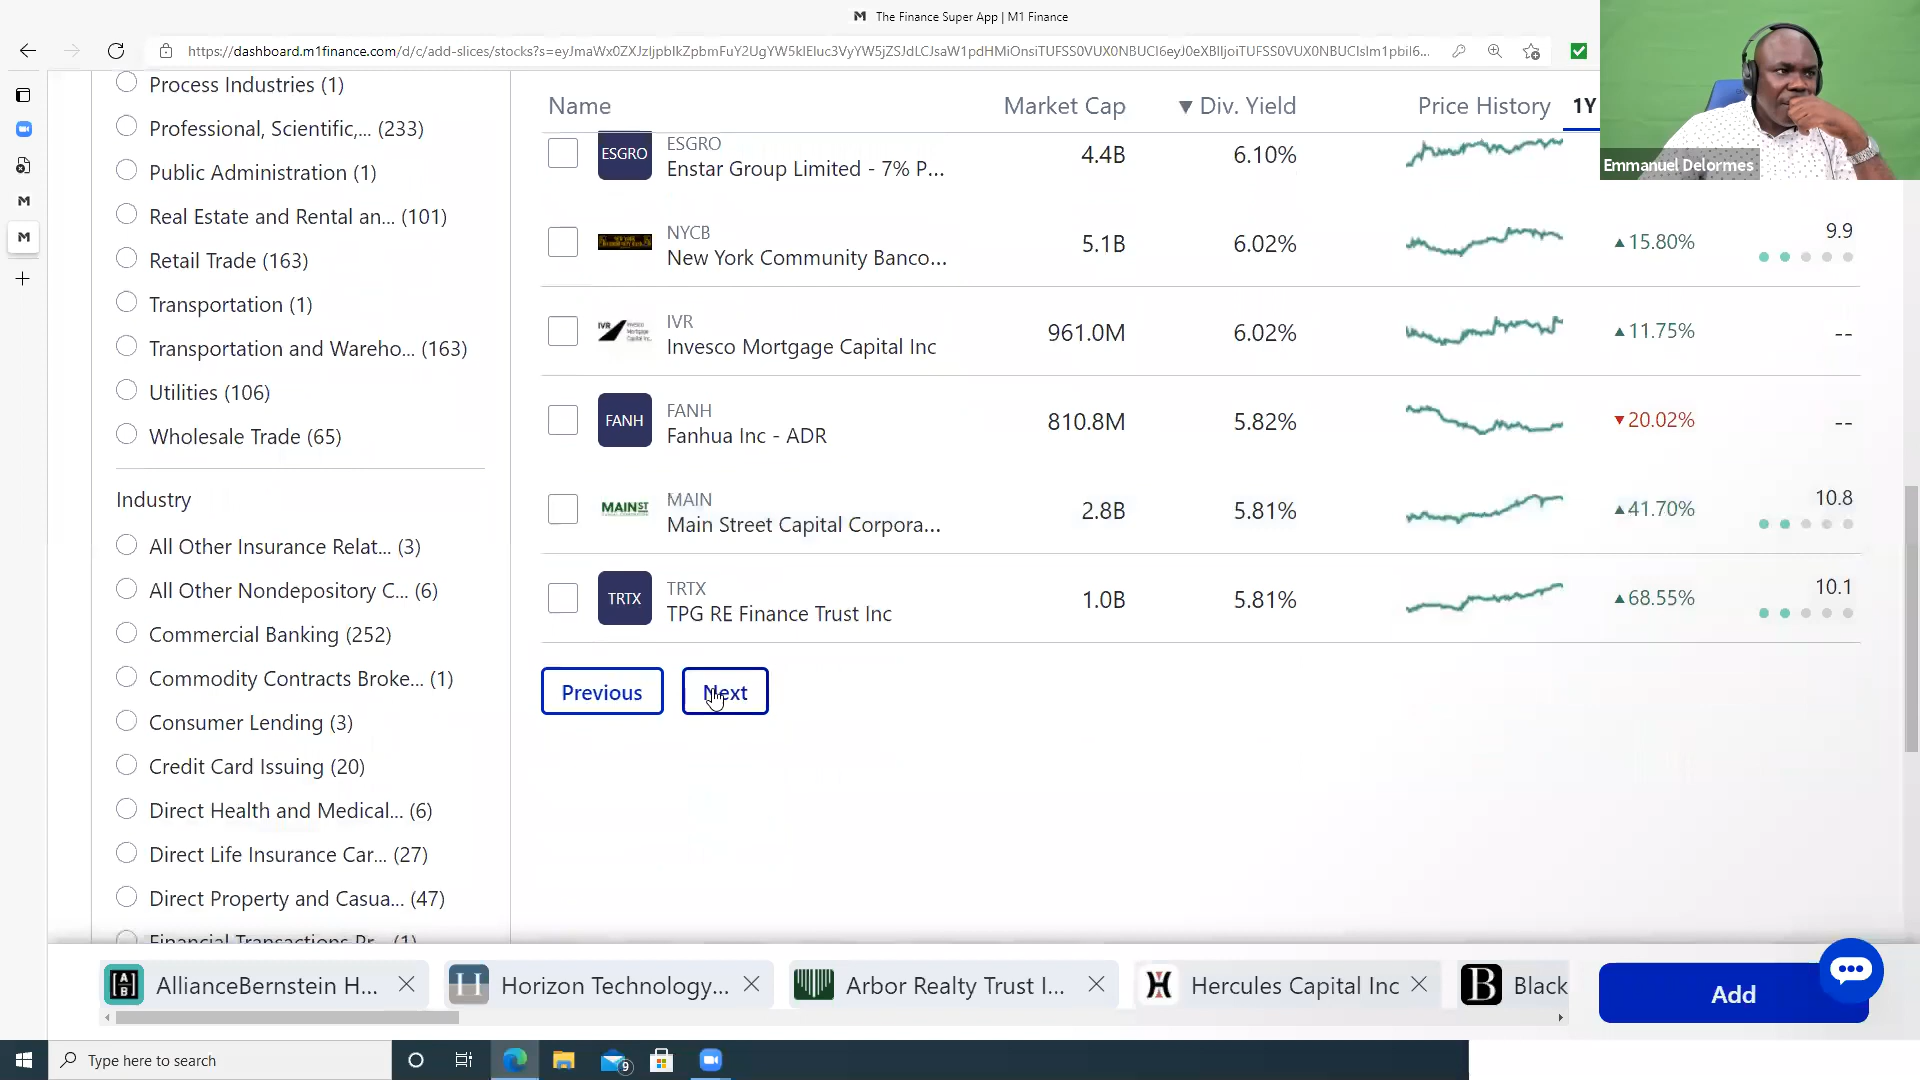 The Finance Super App | M1 Finance
https://dashboard.m1finance.com/d/c/add-slices/stocks?s=
Process Industries (1)
Professional, Scientific,... (233)
Public Administration (1)
Real Estate and Rental an... (101)
Retail Trade (163)
Transportation (1)
Transportation and Wareho... (163)
Utilities (106)
Wholesale Trade (65)
Industry
All Other Insurance Relat... (3)
All Other Nondepository C... (6)
Commercial Banking (252)
Commodity Contracts Broke... (1)
Consumer Lending (3)
Credit Card Issuing (20)
Direct Health and Medical... (6)
Direct Life Insurance Car... (27)
Direct Property and Casua... (47)
Financial Transactions Pr... (1)
Name Market Cap ▼ Div. Yield Price History 1Y
ESGRO ESGRO
Enstar Group Limited - 7% P... 4.4B 6.10%
NYCB
New York Community Banco... 5.1B 6.02% ▲15.80% 9.9
IVR
Invesco Mortgage Capital Inc 961.0M 6.02% ▲11.75% --
FANH FANH
Fanhua Inc - ADR 810.8M 5.82% ▼20.02% --
MAINST MAIN
Main Street Capital Corpora... 2.8B 5.81% ▲41.70% 10.8
TRTX TRTX
TPG RE Finance Trust Inc 1.0B 5.81% ▲68.55% 10.1
Previous Next
Emmanuel Delormes
[A B] AllianceBernstein H... Horizon Technology... Arbor Realty Trust I... Hercules Capital Inc B Black
Add
Type here to search
9